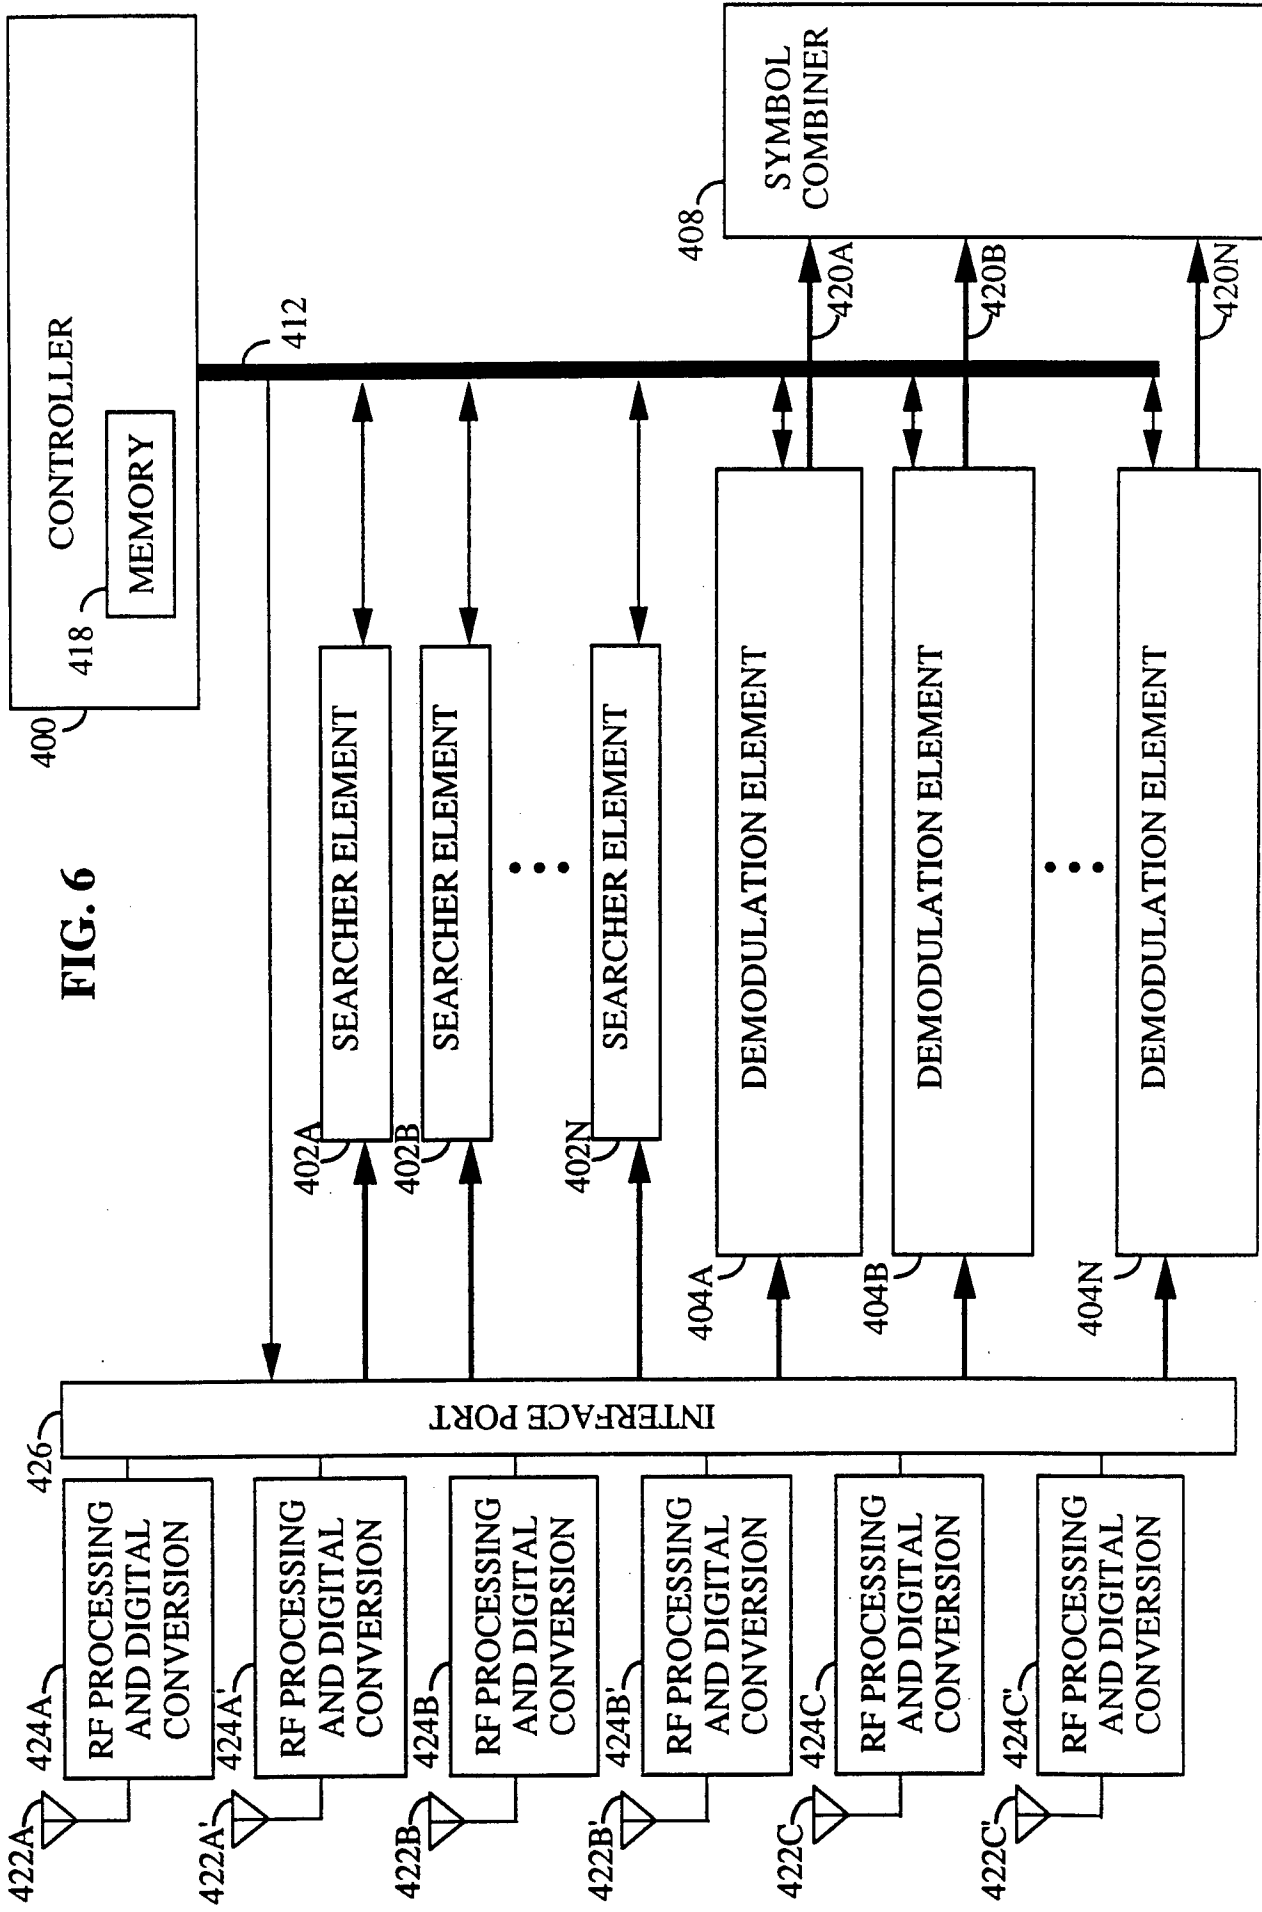 FIG. 6
400
CONTROLLER
418
MEMORY
412
422A
424A
RF PROCESSING
AND DIGITAL
CONVERSION
422A'
424A'
RF PROCESSING
AND DIGITAL
CONVERSION
422B
424B
RF PROCESSING
AND DIGITAL
CONVERSION
422B'
424B'
RF PROCESSING
AND DIGITAL
CONVERSION
422C
424C
RF PROCESSING
AND DIGITAL
CONVERSION
422C'
424C'
RF PROCESSING
AND DIGITAL
CONVERSION
426
INTERFACE PORT
402A
SEARCHER ELEMENT
402B
SEARCHER ELEMENT
402N
SEARCHER ELEMENT
404A
DEMODULATION ELEMENT
404B
DEMODULATION ELEMENT
404N
DEMODULATION ELEMENT
420A
420B
420N
408
SYMBOL
COMBINER